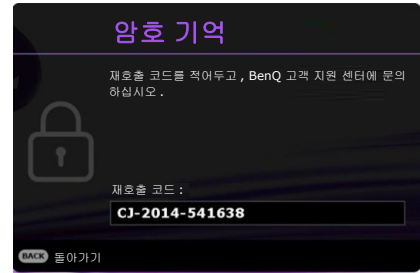 암호 기억
재호출 코드를 적어두고 , BenQ 고객 지원 센터에 문의
하십시오 .
재호출 코드 :
CJ-2014-541638
BACK 돌아가기